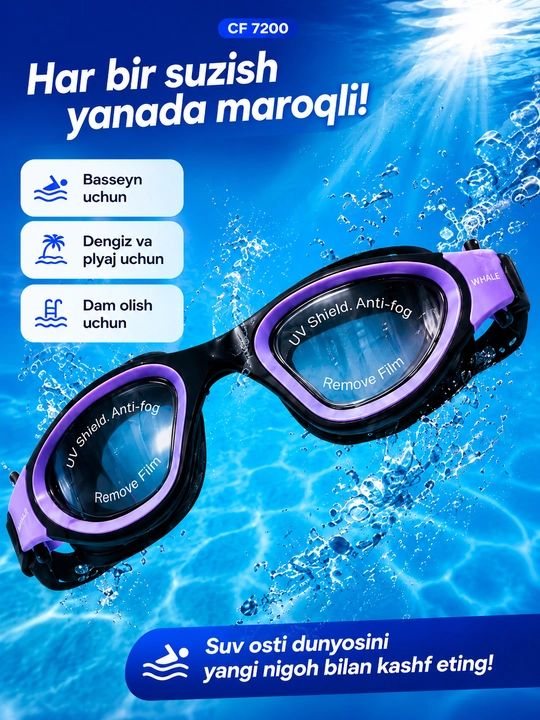 CF 7200
Har bir suzish
yanada maroqli!
Basseyn
uchun
Dengiz va
plyaj uchun
Dam olish
uchun
WHALE
UV Shield. Anti-fog
Remove Film
UV Shield. Anti-fog
Remove Film
WHALE
Suv osti dunyosini
yangi nigoh bilan kashf eting!